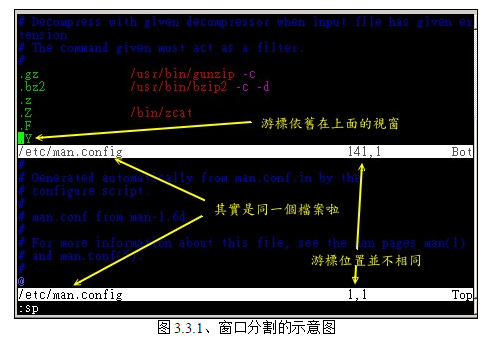 # Decompress with given decompressor when input file has given ex
tension
# The command given must act as a filter.
#
.gz /usr/bin/gunzip -c
.bz2 /usr/bin/bzip2 -c -d
.z
.Z /bin/zcat
.F
.Y
游標依舊在上面的視窗
/etc/man.config 141,1 Bot
#
# Generated automatically from man.conf.in by the
# configure script.
#
其實是同一個檔案啦
# man.conf from man-1.6d
#
# For more information about this file, see the man pages man(1)
# and man.config(5).
游標位置並不相同
#
@
/etc/man.config 1,1 Top
:sp
图 3.3.1、窗口分割的示意图